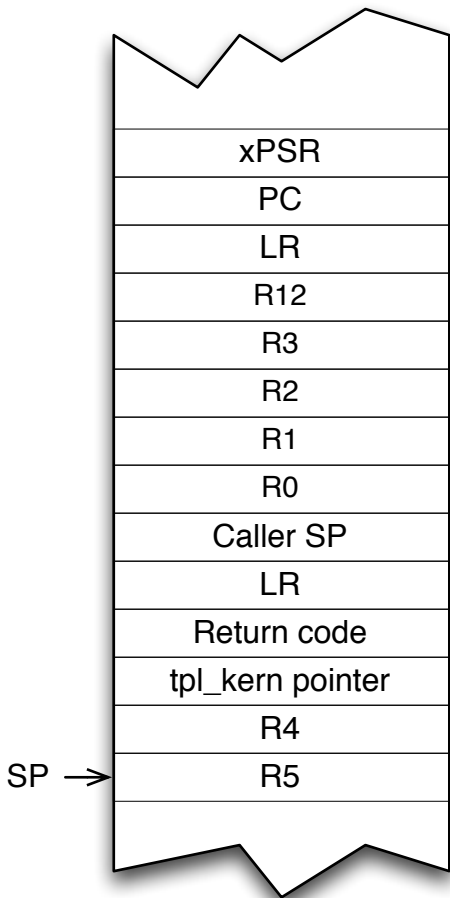 xPSR
PC
LR
R12
R3
R2
R1
R0
Caller SP
LR
Return code
tpl_kern pointer
R4
SP R5